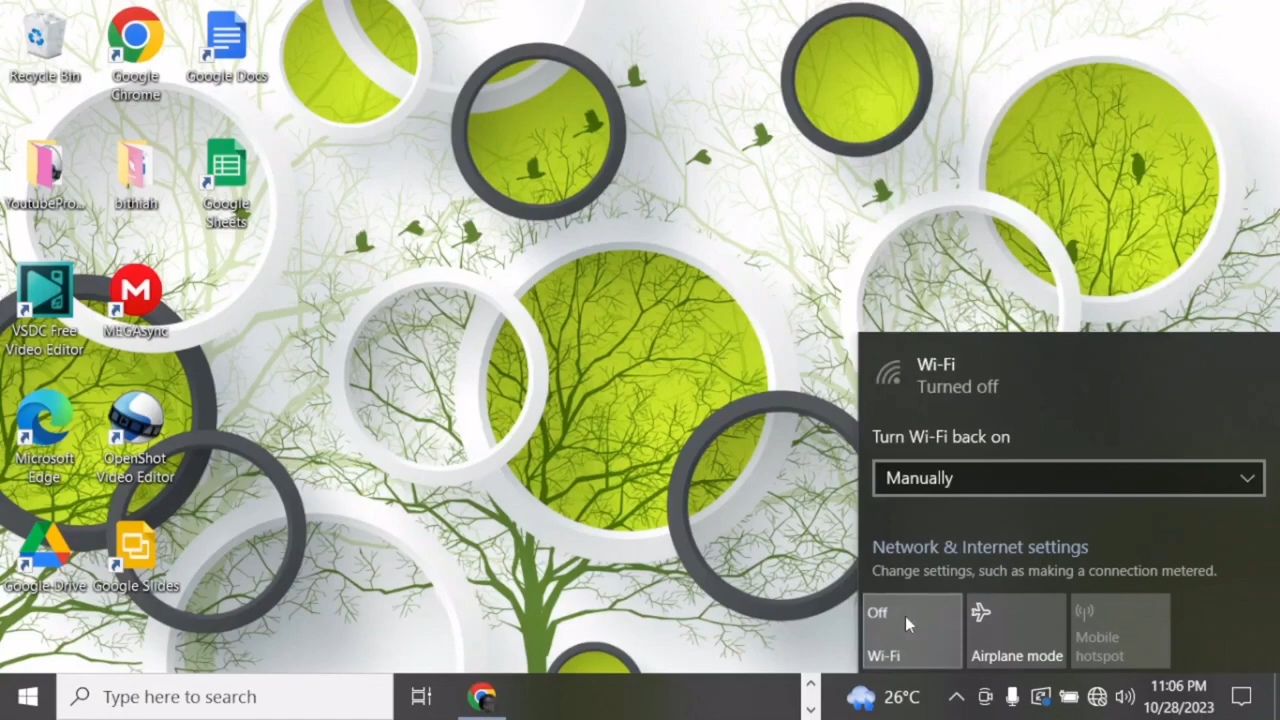 Recycle Bin
Google
Chrome
Google Docs
YoutubePro...
bithiah
Google
Sheets
VSDC Free
Video Editor
MEGAsync
Microsoft
Edge
OpenShot
Video Editor
Google Drive
Google Slides
Wi-Fi
Turned off
Turn Wi-Fi back on
Manually
Network & Internet settings
Change settings, such as making a connection metered.
Off
Wi-Fi
Airplane mode
Mobile
hotspot
Type here to search
26°C
11:06 PM
10/28/2023